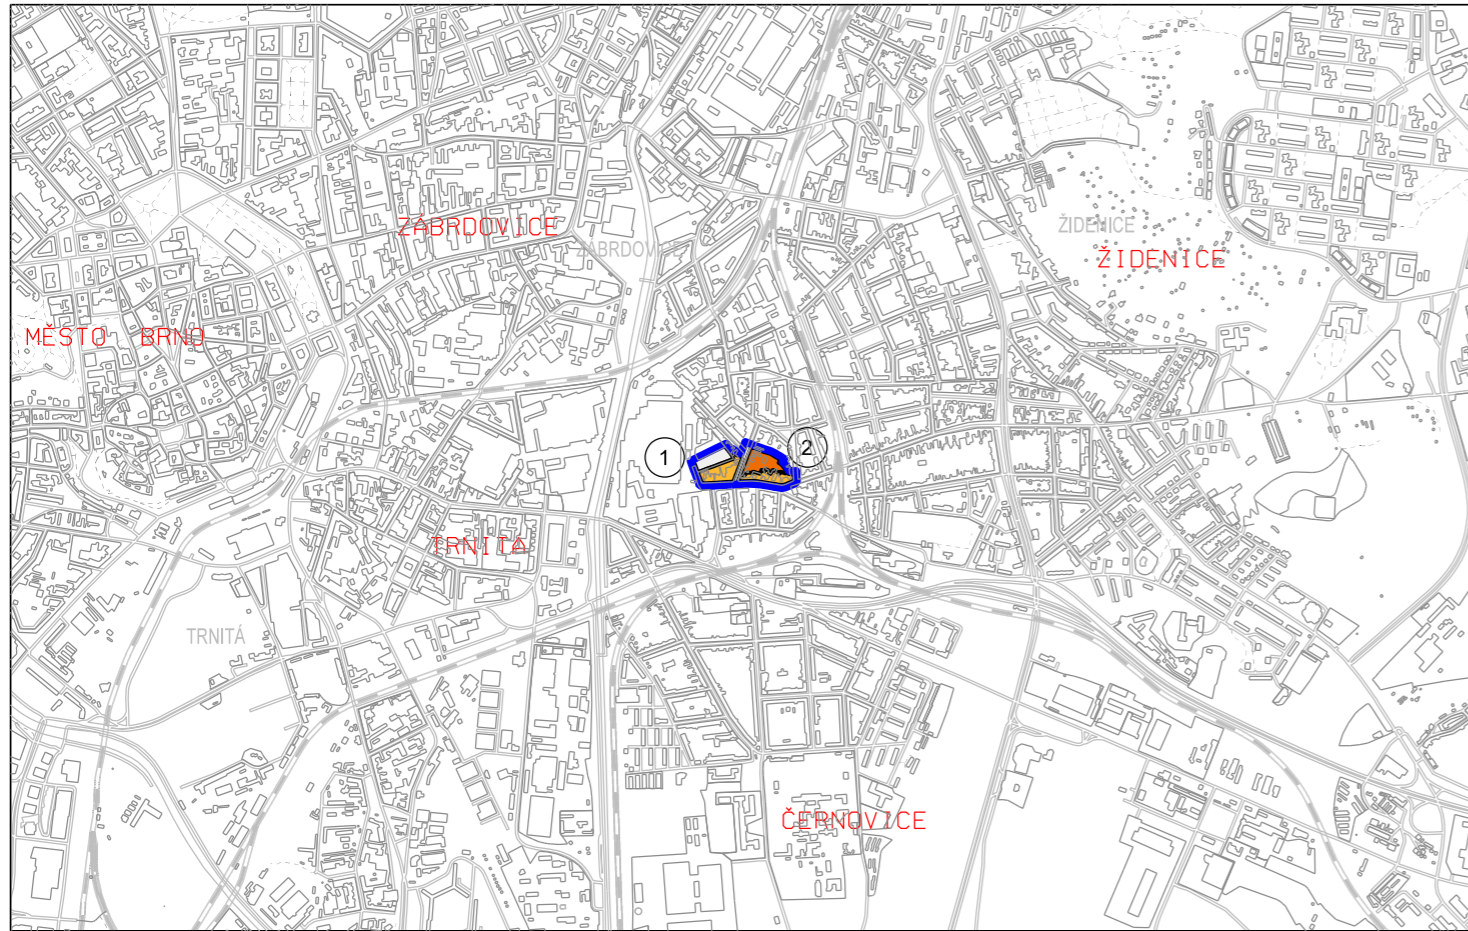 ZÁBRDOVICE
ZÁBRDOVICE
ŽIDENICE
ŽIDENICE
MĚSTO BRNO
1
2
TRNITÁ
TRNITÁ
ČERNOVICE